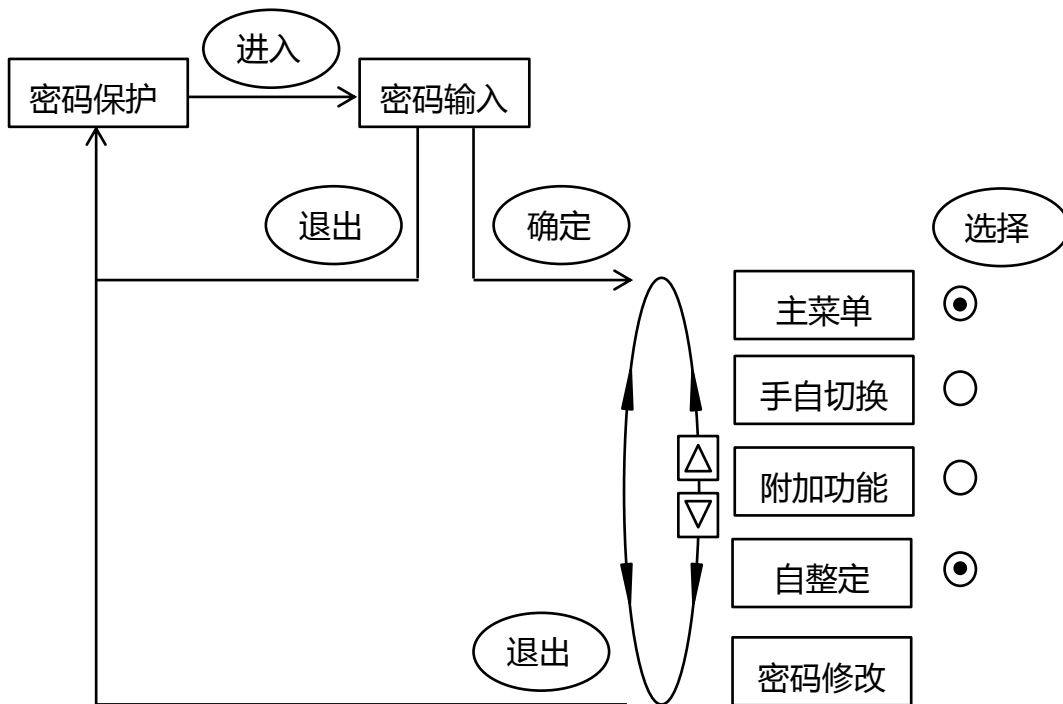 进入
密码保护
密码输入
退出
确定
选择
主菜单
手自切换
附加功能
自整定
退出
密码修改